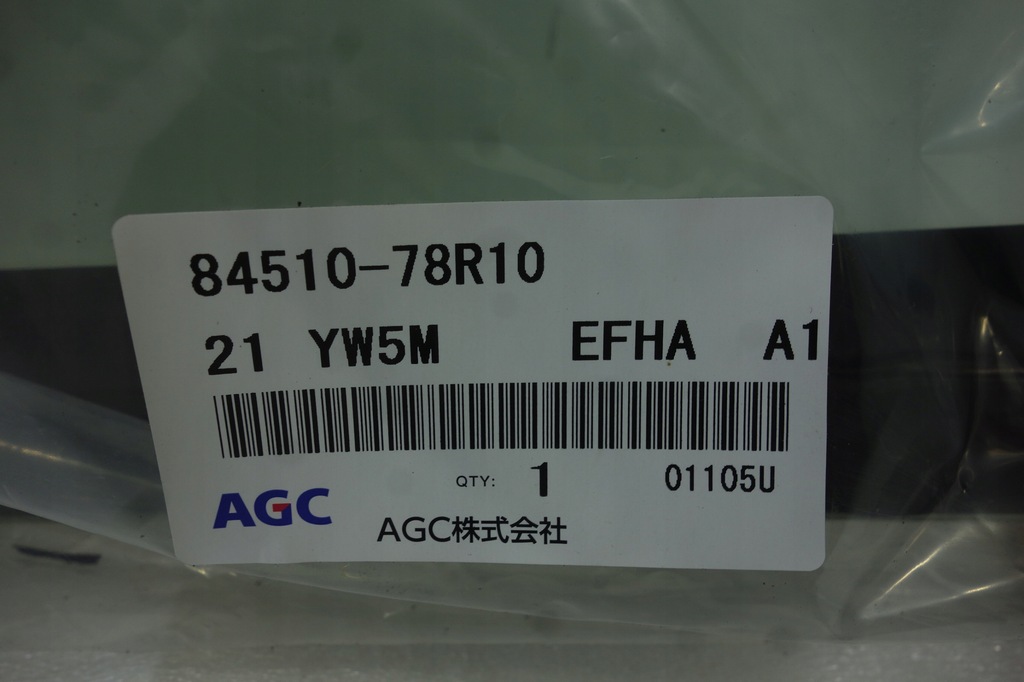 84510-78R10
21 YW5M EFHA A1
QTY: 1 01105U
AGC
AGC株式会社